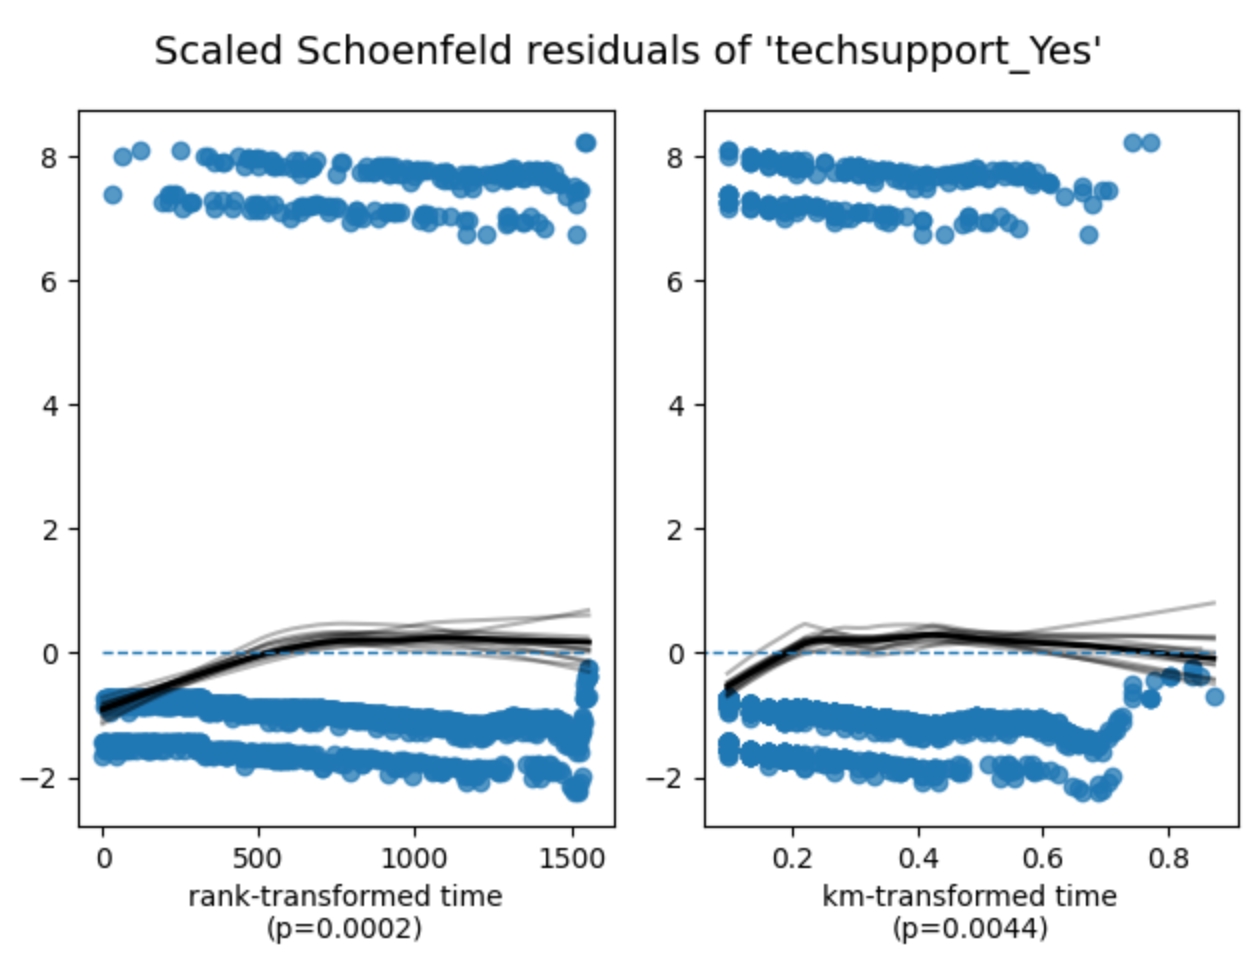 Scaled Schoenfeld residuals of 'techsupport_Yes'
8
6
4
2
0
−2
0 500 1000 1500
rank-transformed time
(p=0.0002)
8
6
4
2
0
−2
0.2 0.4 0.6 0.8
km-transformed time
(p=0.0044)